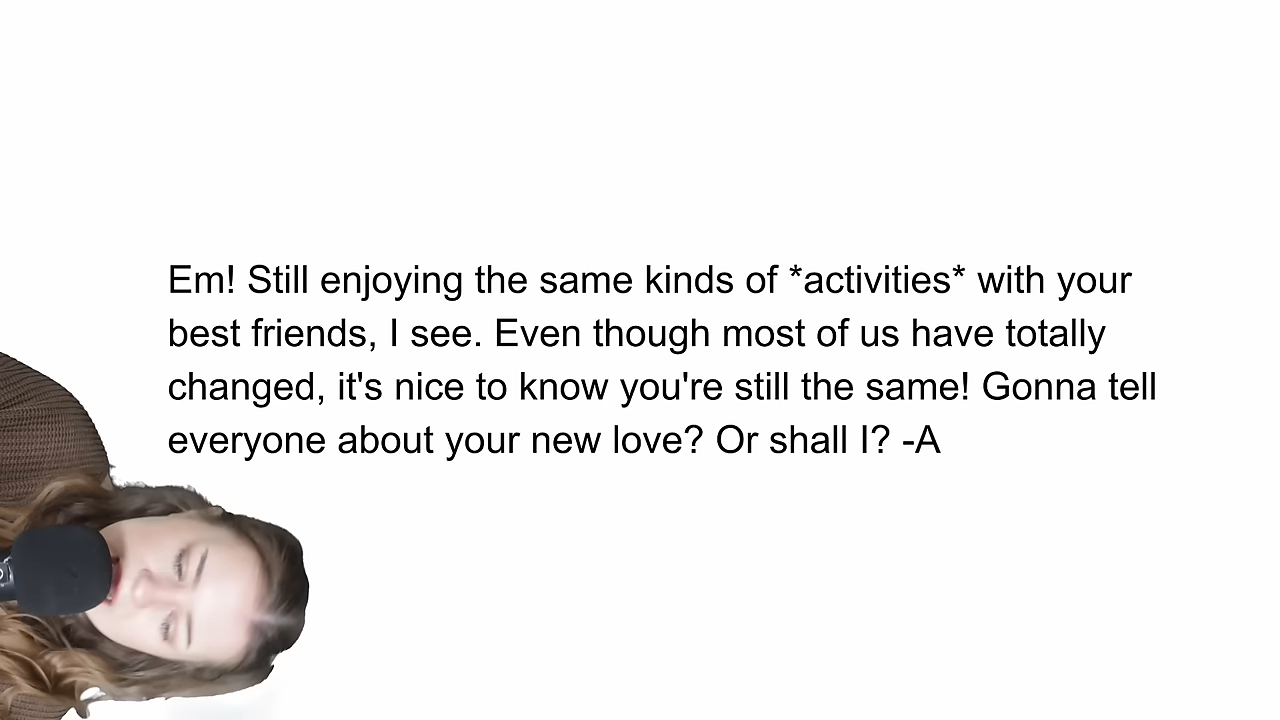 Em! Still enjoying the same kinds of *activities* with your
best friends, I see. Even though most of us have totally
changed, it's nice to know you're still the same! Gonna tell
everyone about your new love? Or shall I? -A